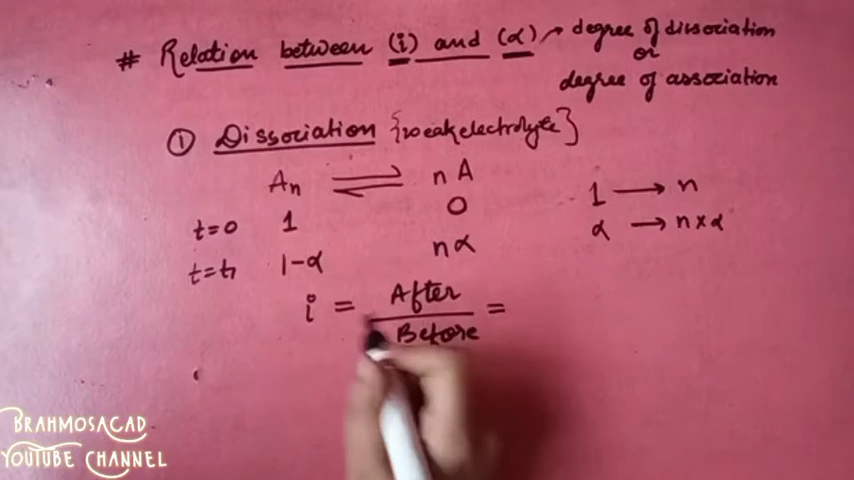 # Relation between (i) and (α) → degree of dissociation
or
degree of association
① Dissociation {weak electrolyte}
An ⇌ nA
t=0 1 0
t=t₁ 1-α nα
1 → n
α → n×α
i = After / Before =
BRAHMOSACAD
YOUTUBE CHANNEL